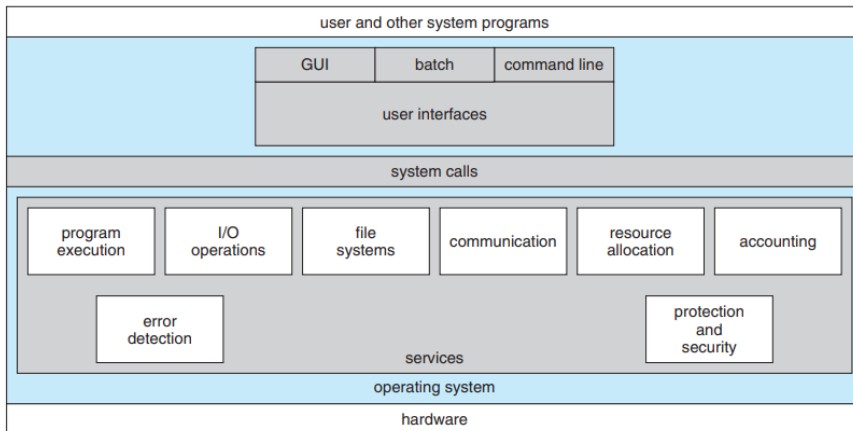 user and other system programs
GUI
batch
command line
user interfaces
system calls
program
execution
I/O
operations
file
systems
communication
resource
allocation
accounting
error
detection
protection
and
security
services
operating system
hardware